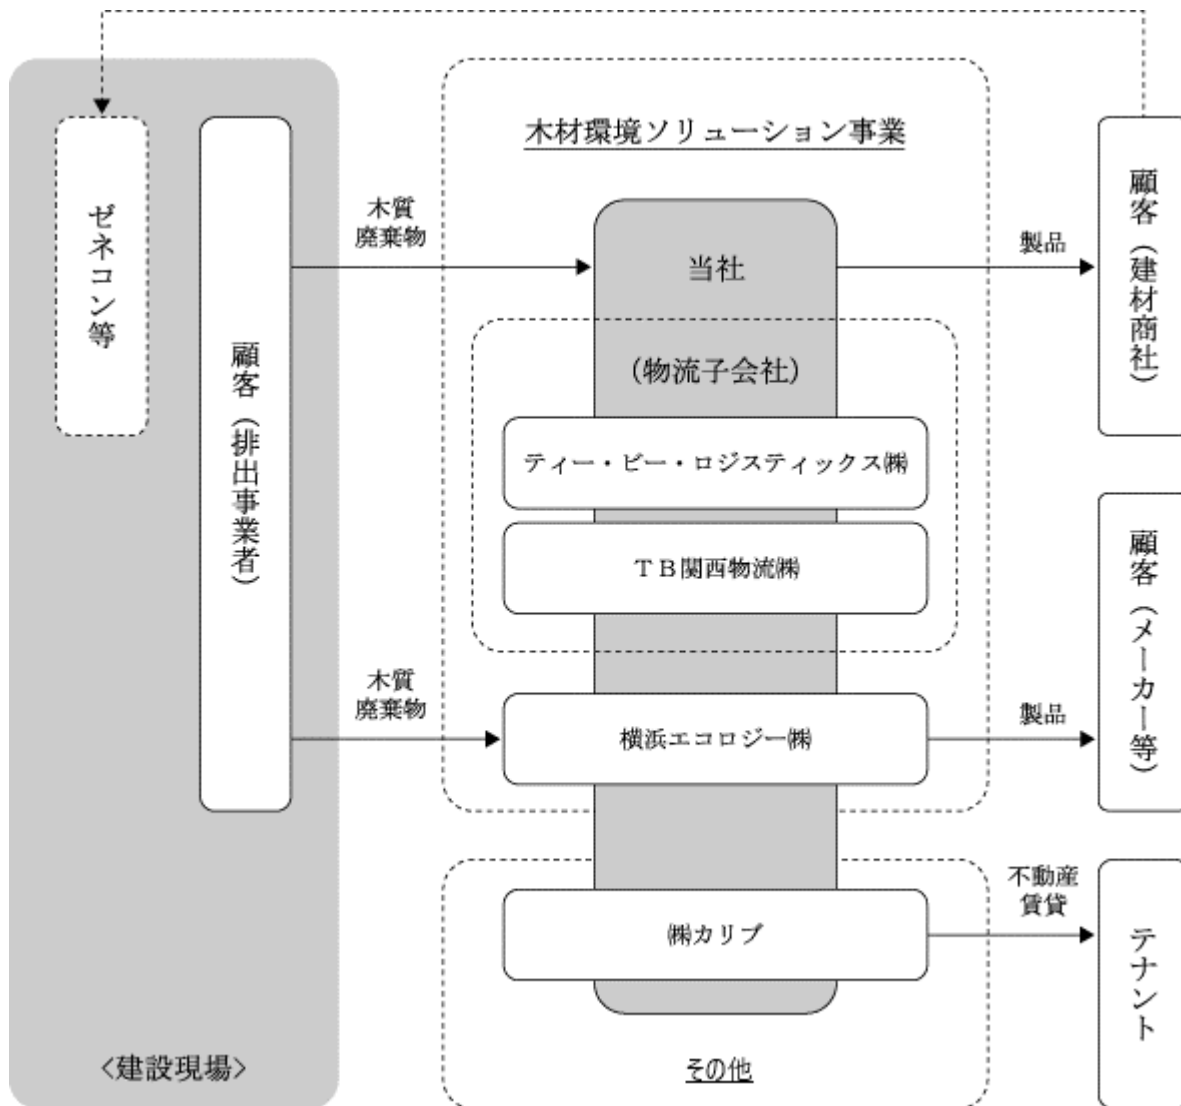 木材環境ソリューション事業
ゼネコン等
顧客（排出事業者）
木質
廃棄物
当社
製品
顧客（建材商社）
（物流子会社）
ティー・ビー・ロジスティックス㈱
ＴＢ関西物流㈱
木質
廃棄物
横浜エコロジー㈱
製品
顧客（メーカー等）
㈱カリブ
不動産
賃貸
テナント
<建設現場>
その他